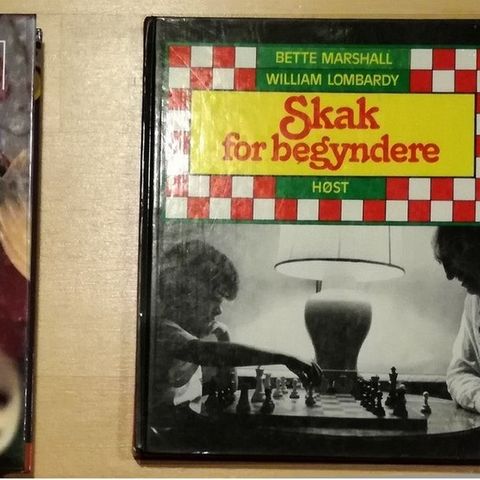 BETTE MARSHALL
WILLIAM LOMBARDY
Skak
for begyndere
HØST